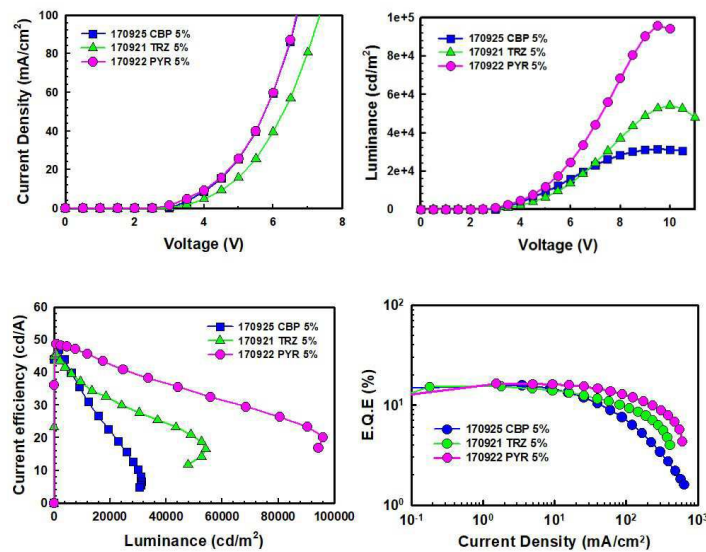 Current Density (mA/cm²)
100
80
60
40
20
0
170925 CBP 5%
170921 TRZ 5%
170922 PYR 5%
0 2 4 6 8
Voltage (V)
Luminance (cd/m²)
1e+5
8e+4
6e+4
4e+4
2e+4
0
170925 CBP 5%
170921 TRZ 5%
170922 PYR 5%
0 2 4 6 8 10
Voltage (V)
Current efficiency (cd/A)
60
50
40
30
20
10
0
170925 CBP 5%
170921 TRZ 5%
170922 PYR 5%
0 20000 40000 60000 80000 100000
Luminance (cd/m²)
E.Q.E (%)
10²
10¹
10⁰
170925 CBP 5%
170921 TRZ 5%
170922 PYR 5%
10⁻¹ 10⁰ 10¹ 10² 10³
Current Density (mA/cm²)